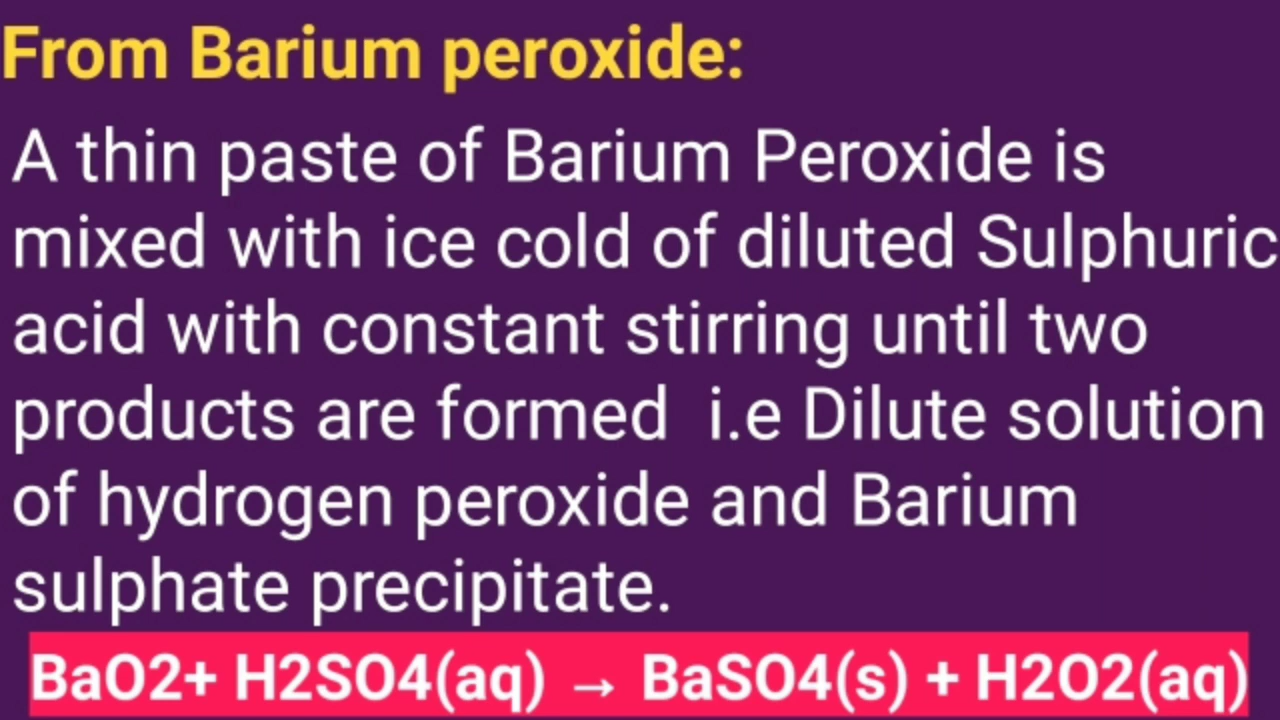 From Barium peroxide:
A thin paste of Barium Peroxide is
mixed with ice cold of diluted Sulphuric
acid with constant stirring until two
products are formed  i.e Dilute solution
of hydrogen peroxide and Barium
sulphate precipitate.
BaO2+ H2SO4(aq) → BaSO4(s) + H2O2(aq)